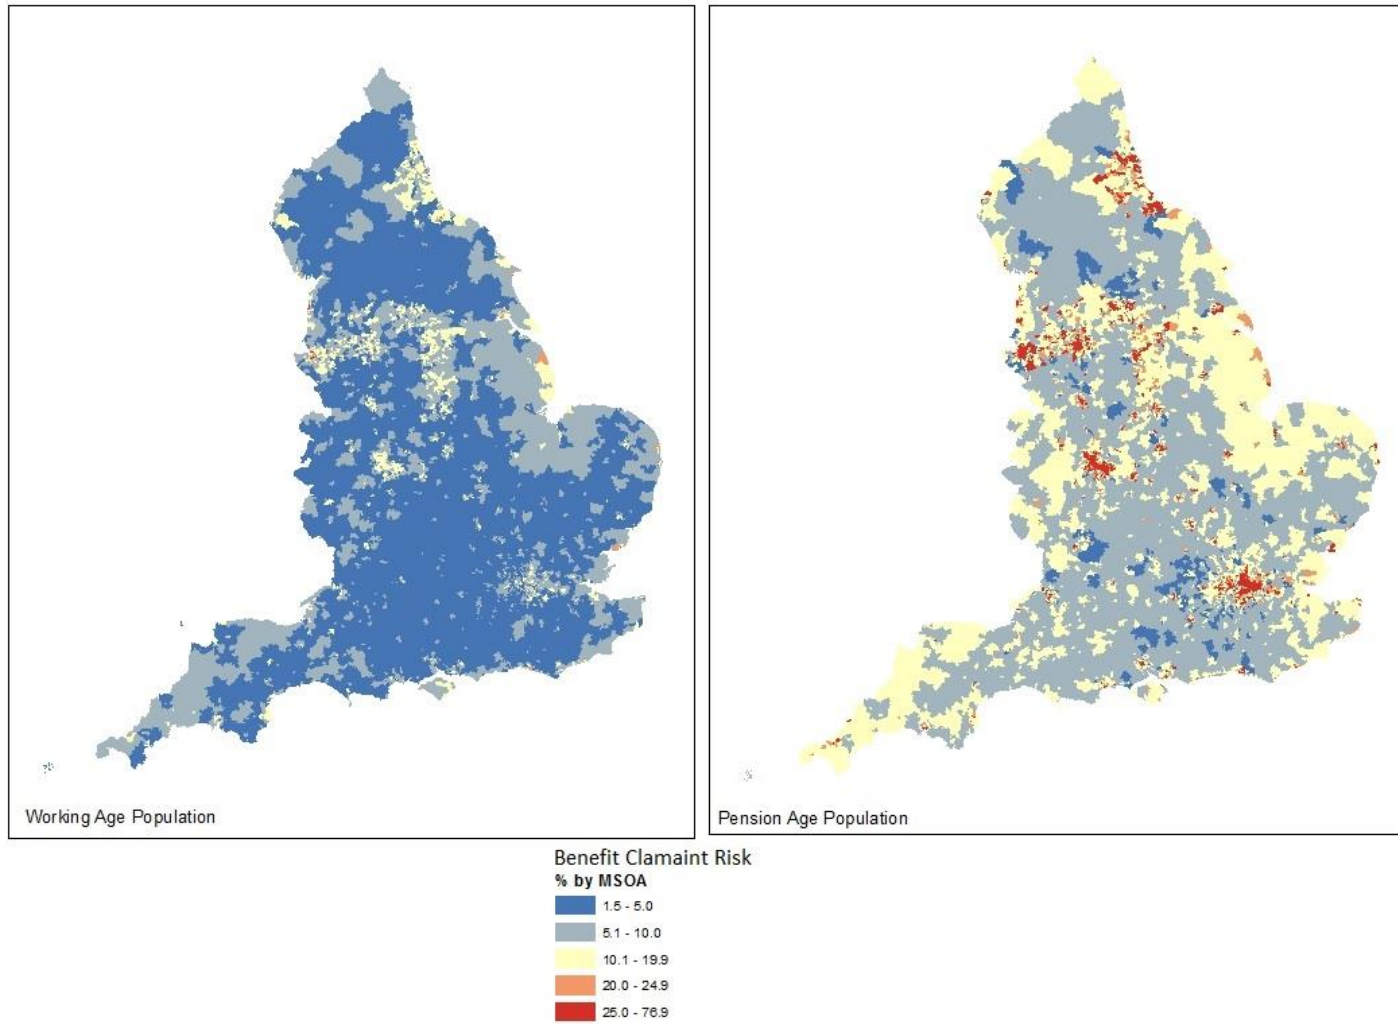 Working Age Population
Pension Age Population
Benefit Clamaint Risk
% by MSOA
1.5 - 5.0
5.1 - 10.0
10.1 - 19.9
20.0 - 24.9
25.0 - 76.9